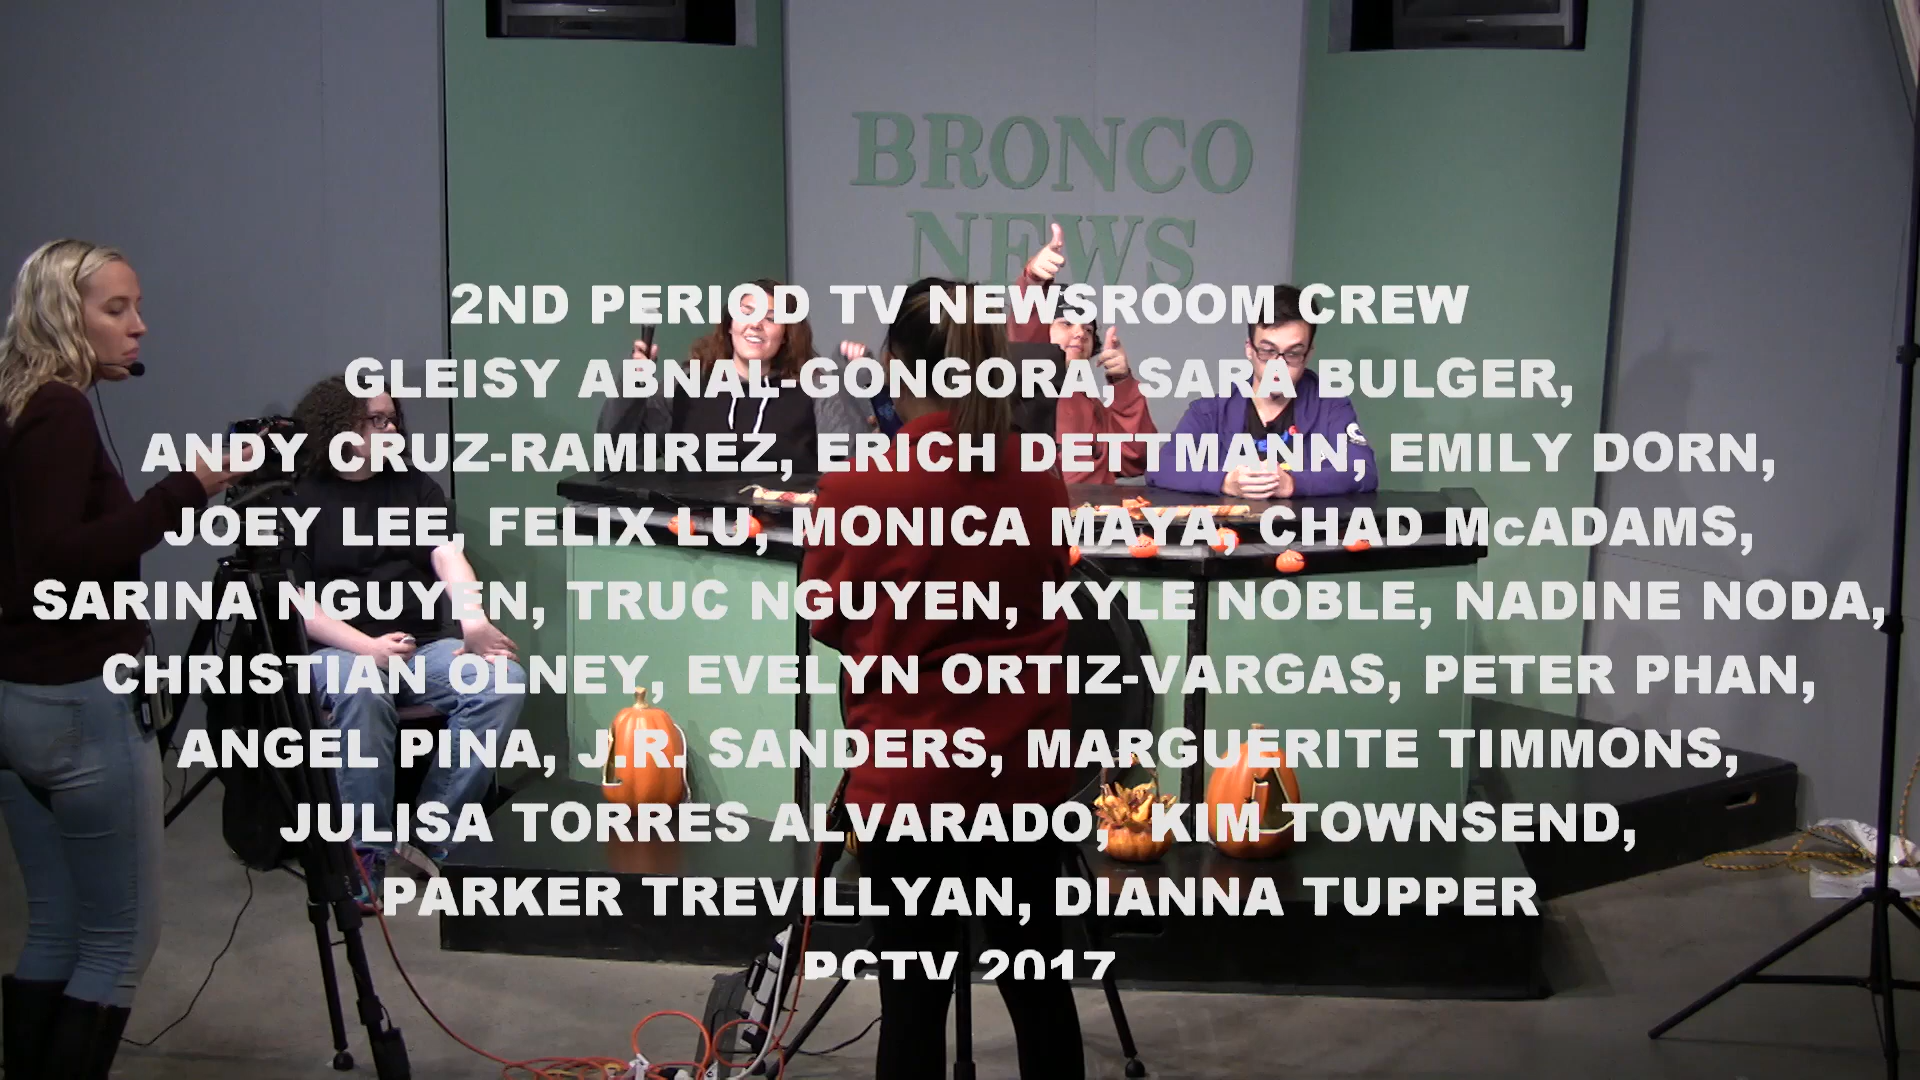 BRONCO
NEWS
2ND PERIOD TV NEWSROOM CREW
GLEISY ABNAL-GONGORA, SARA BULGER,
ANDY CRUZ-RAMIREZ, ERICH DETTMANN, EMILY DORN,
JOEY LEE, FELIX LU, MONICA MAYA, CHAD McADAMS,
SARINA NGUYEN, TRUC NGUYEN, KYLE NOBLE, NADINE NODA,
CHRISTIAN OLNEY, EVELYN ORTIZ-VARGAS, PETER PHAN,
ANGEL PINA, J.R. SANDERS, MARGUERITE TIMMONS,
JULISA TORRES ALVARADO, KIM TOWNSEND,
PARKER TREVILLYAN, DIANNA TUPPER
PCTV 2017